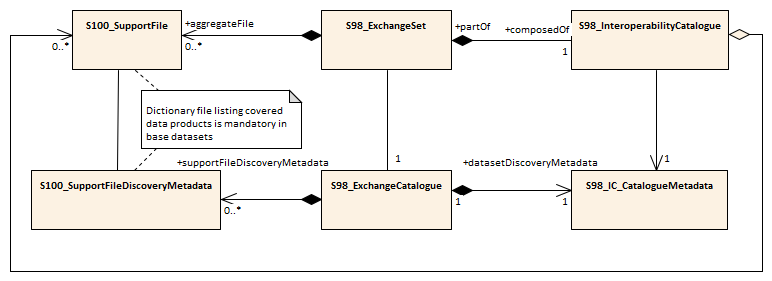 S100_SupportFile
+aggregateFile
0..*
0..*
S98_ExchangeSet
+partOf
+composedOf
1
S98_InteroperabilityCatalogue
Dictionary file listing covered
data products is mandatory in
base datasets
+supportFileDiscoveryMetadata
1
+datasetDiscoveryMetadata
1
S100_SupportFileDiscoveryMetadata
0..*
S98_ExchangeCatalogue
1
1
S98_IC_CatalogueMetadata